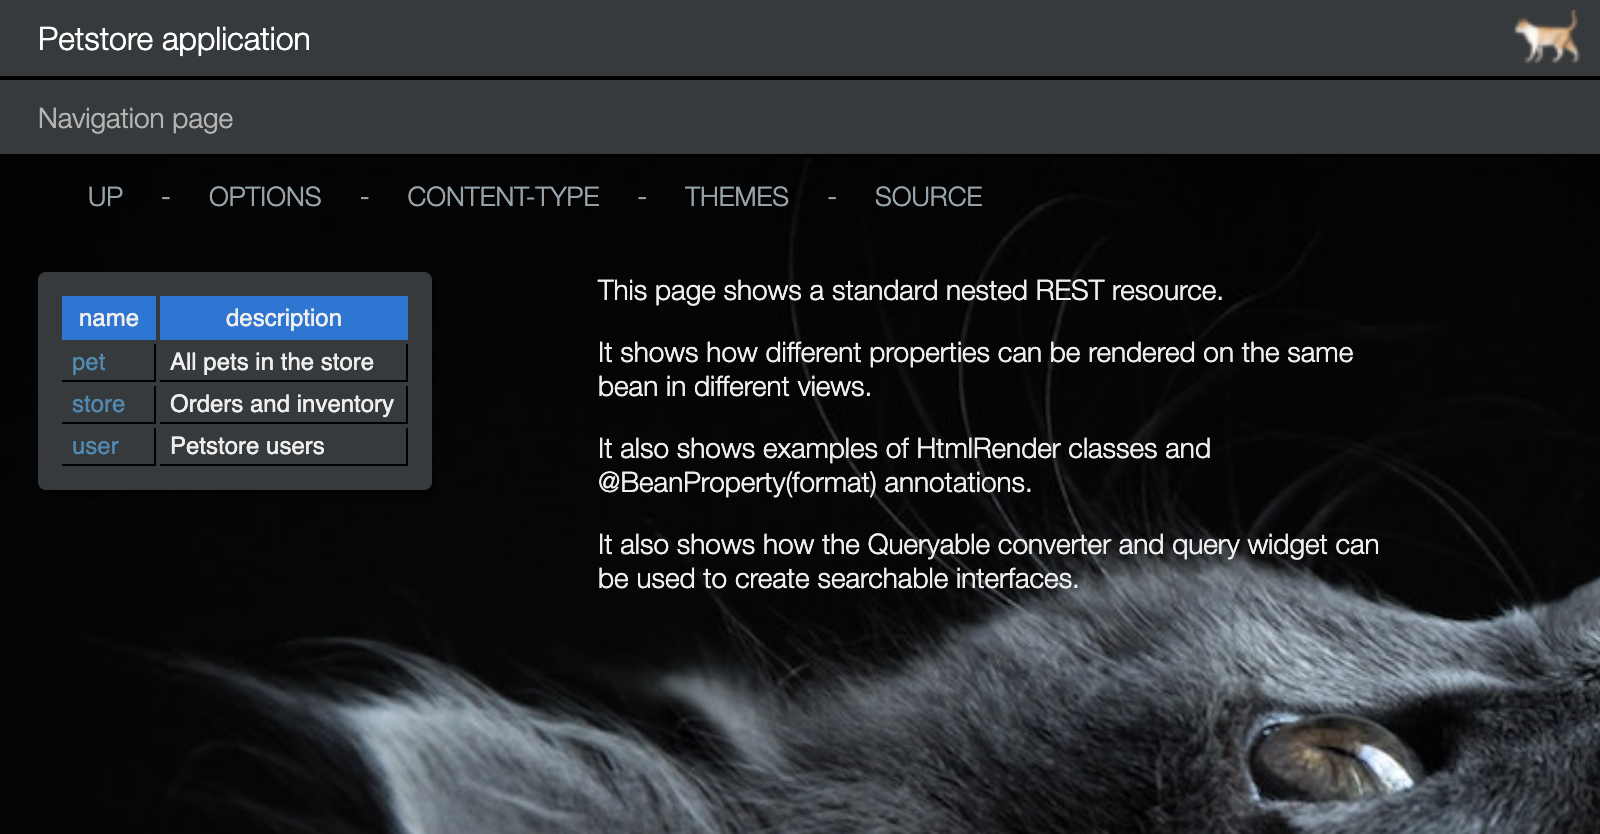 Petstore application
Navigation page
UP - OPTIONS - CONTENT-TYPE - THEMES - SOURCE
name description
pet All pets in the store
store Orders and inventory
user Petstore users
This page shows a standard nested REST resource.
It shows how different properties can be rendered on the same
bean in different views.
It also shows examples of HtmlRender classes and
@BeanProperty(format) annotations.
It also shows how the Queryable converter and query widget can
be used to create searchable interfaces.